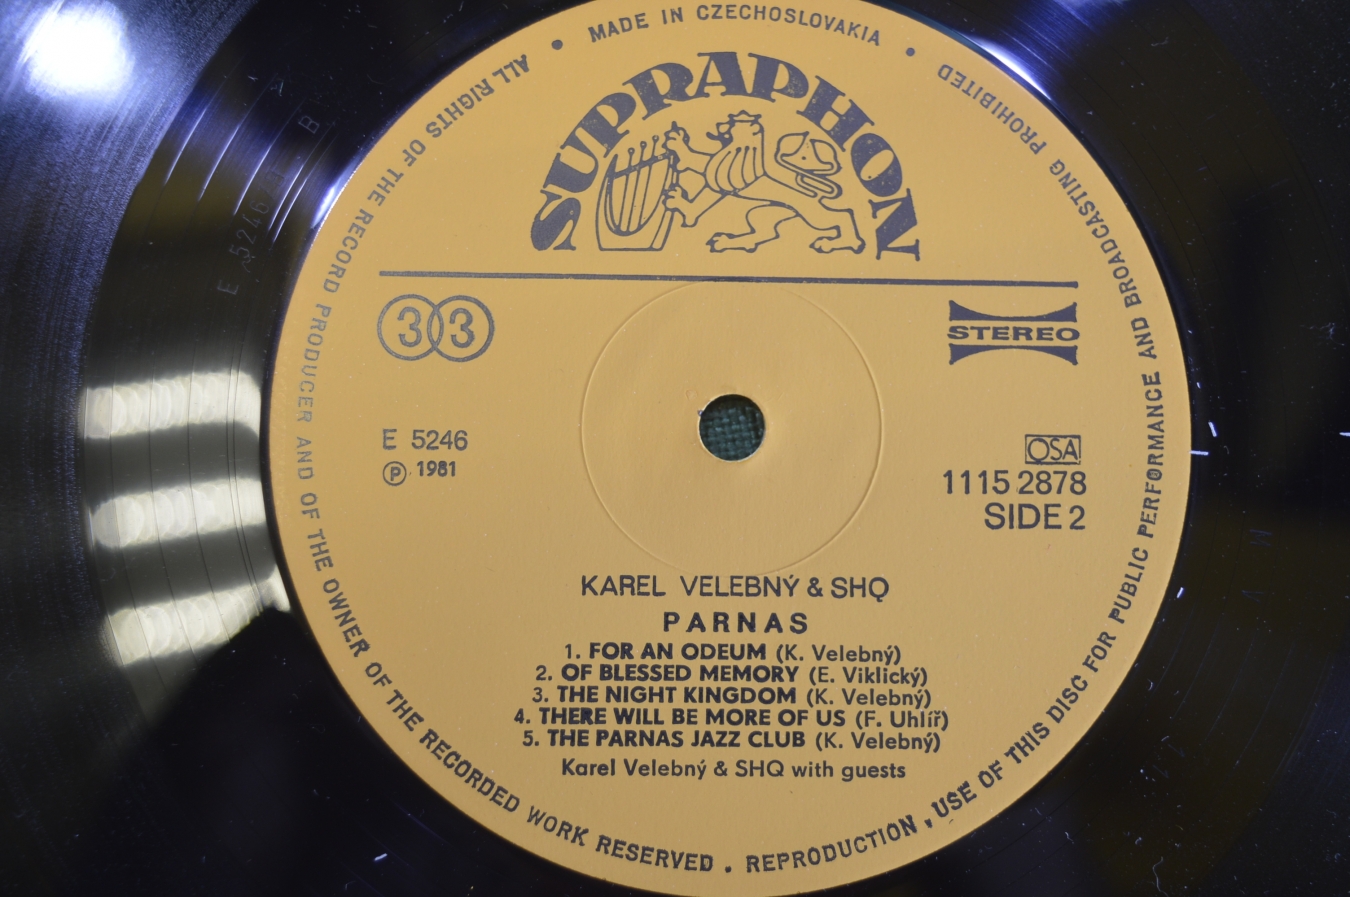 MADE IN CZECHOSLOVAKIA
ALL RIGHTS OF THE RECORD PRODUCER AND OF THE OWNER OF THE RECORDED WORK RESERVED . REPRODUCTION , USE OF THIS DISC FOR PUBLIC PERFORMANCE AND BROADCASTING PROHIBITED
SUPRAPHON
33
STEREO
E 5246
Ⓟ 1981
OSA
1115 2878
SIDE 2
KAREL VELEBNÝ & SHQ
PARNAS
1. FOR AN ODEUM (K. Velebný)
2. OF BLESSED MEMORY (E. Viklický)
3. THE NIGHT KINGDOM (K. Velebný)
4. THERE WILL BE MORE OF US (F. Uhlíř)
5. THE PARNAS JAZZ CLUB (K. Velebný)
Karel Velebný & SHQ with guests
E 5246
B